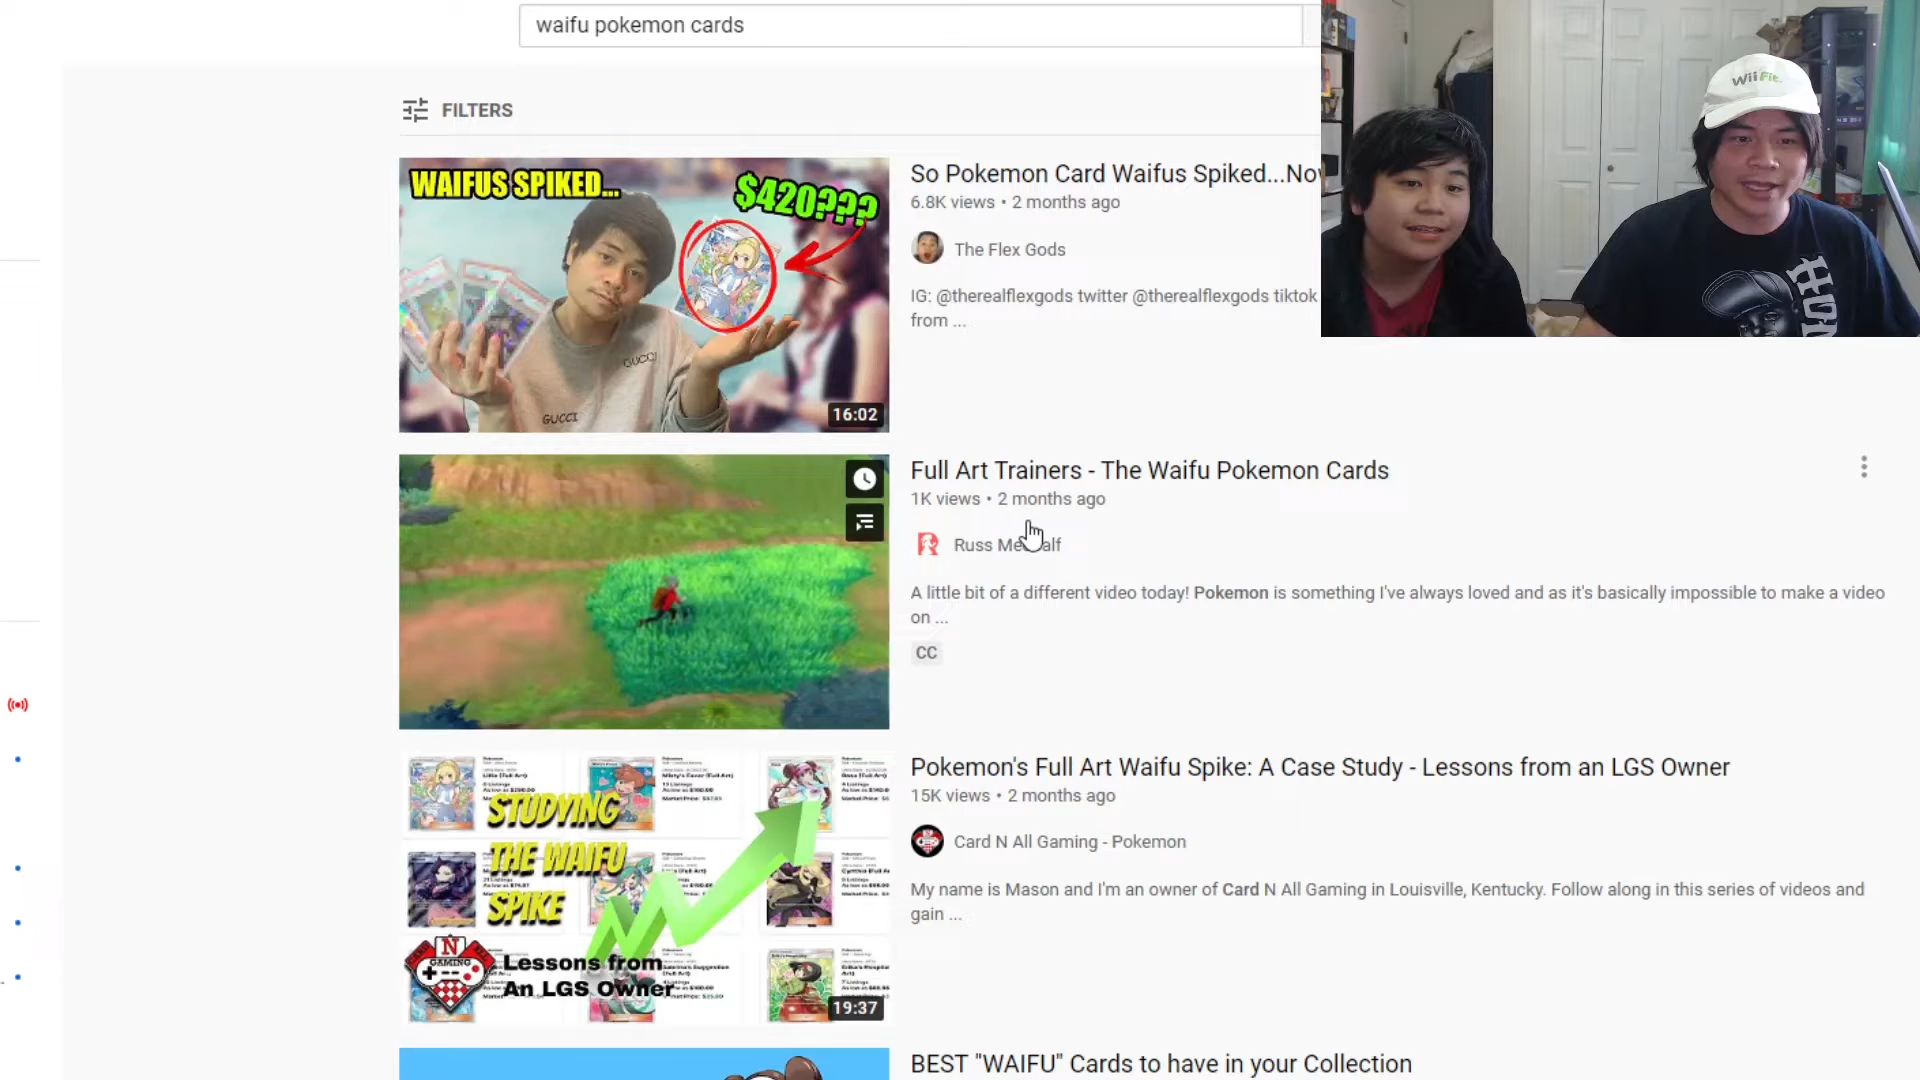 waifu pokemon cards
FILTERS
WAIFUS SPIKED...
$420???
GUCCI
GUCCI
16:02
So Pokemon Card Waifus Spiked...No
6.8K views • 2 months ago
The Flex Gods
IG: @therealflexgods twitter @therealflexgods tiktok
from ...
Wii Fit
Full Art Trainers - The Waifu Pokemon Cards
1K views • 2 months ago
Russ Me alf
A little bit of a different video today! Pokemon is something I've always loved and as it's basically impossible to make a video
on ...
CC
STUDYING
THE WAIFU
SPIKE
N
GAMING
Lessons from
An LGS Owner
19:37
Pokemon's Full Art Waifu Spike: A Case Study - Lessons from an LGS Owner
15K views • 2 months ago
Card N All Gaming - Pokemon
My name is Mason and I'm an owner of Card N All Gaming in Louisville, Kentucky. Follow along in this series of videos and
gain ...
BEST "WAIFU" Cards to have in your Collection